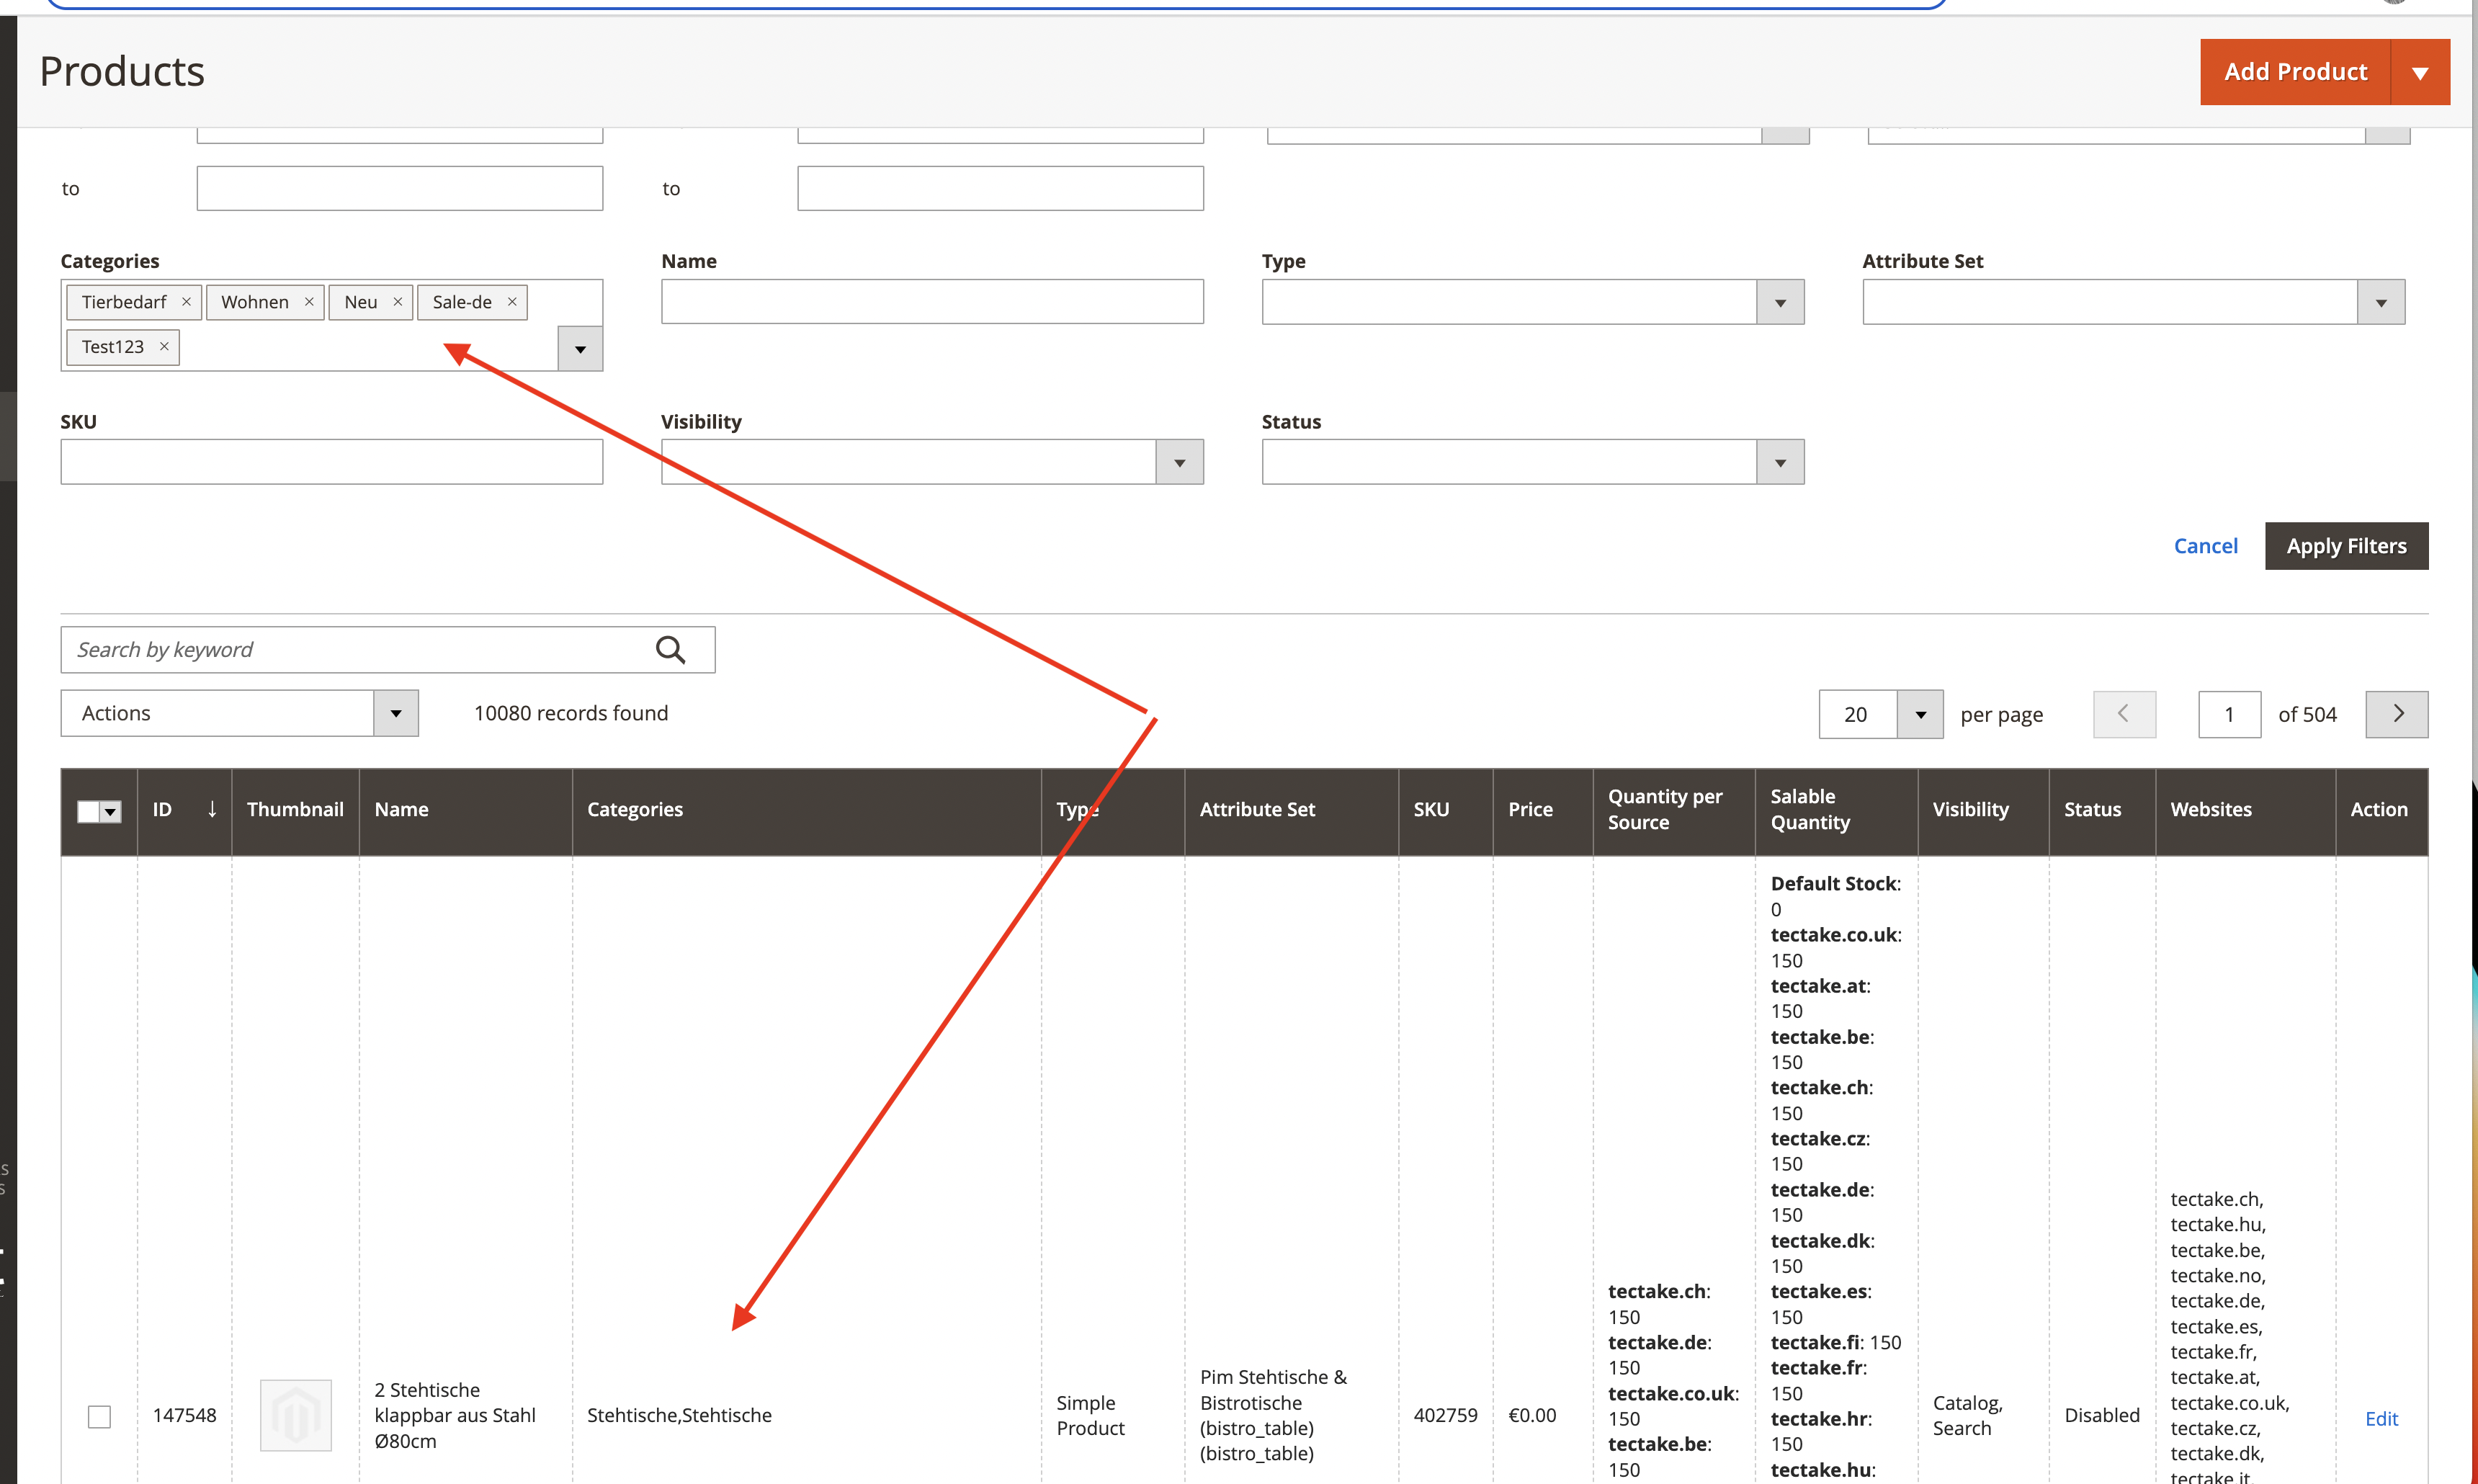 Products
Add Product
to
to
Categories
Name
Type
Attribute Set
Tierbedarf ×
Wohnen ×
Neu ×
Sale-de ×
Test123 ×
SKU
Visibility
Status
Cancel
Apply Filters
Search by keyword
Actions
10080 records found
20
per page
1
of 504
ID ↓
Thumbnail
Name
Categories
Type
Attribute Set
SKU
Price
Quantity per
Source
Salable
Quantity
Visibility
Status
Websites
Action
147548
2 Stehtische
klappbar aus Stahl
Ø80cm
Stehtische,Stehtische
Simple
Product
Pim Stehtische &
Bistrotische
(bistro_table)
(bistro_table)
402759
€0.00
tectake.ch:
150
tectake.de:
150
tectake.co.uk:
150
tectake.be:
150
Default Stock:
0
tectake.co.uk:
150
tectake.at:
150
tectake.be:
150
tectake.ch:
150
tectake.cz:
150
tectake.de:
150
tectake.dk:
150
tectake.es:
150
tectake.fi: 150
tectake.fr:
150
tectake.hr:
150
tectake.hu:
Catalog,
Search
Disabled
tectake.ch,
tectake.hu,
tectake.be,
tectake.no,
tectake.de,
tectake.es,
tectake.fr,
tectake.at,
tectake.co.uk,
tectake.cz,
tectake.dk,
tectake.it,
Edit